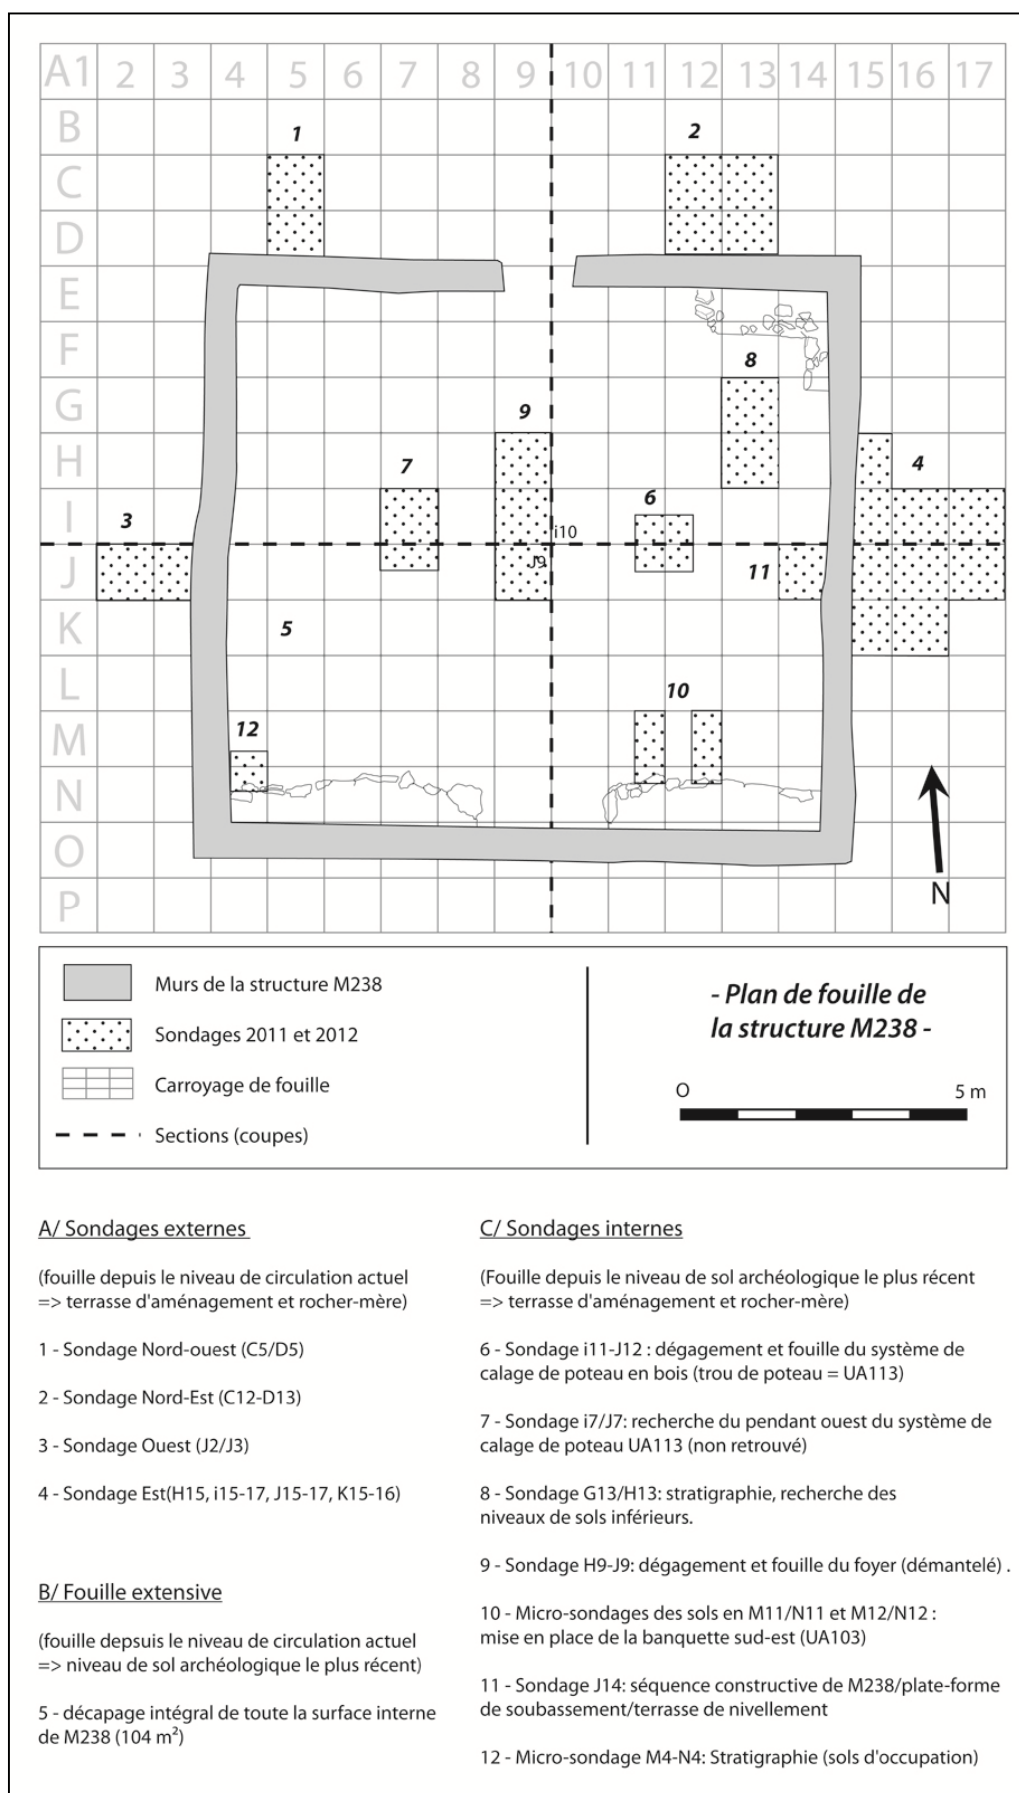 A1 2 3 4 5 6 7 8 9 10 11 12 13 14 15 16 17
B
1
2
C
D
E
F
8
G
9
H
7
4
6
I
3
i10
J
J9
11
K
5
L
10
M
12
N
O
P
N
Murs de la structure M238
Sondages 2011 et 2012
Carroyage de fouille
Sections (coupes)
- Plan de fouille de
la structure M238 -
O 5 m
A/ Sondages externes
(fouille depuis le niveau de circulation actuel
=> terrasse d'aménagement et rocher-mère)
1 - Sondage Nord-ouest (C5/D5)
2 - Sondage Nord-Est (C12-D13)
3 - Sondage Ouest (J2/J3)
4 - Sondage Est(H15, i15-17, J15-17, K15-16)
B/ Fouille extensive
(fouille depsuis le niveau de circulation actuel
=> niveau de sol archéologique le plus récent)
5 - décapage intégral de toute la surface interne
de M238 (104 m²)
C/ Sondages internes
(Fouille depuis le niveau de sol archéologique le plus récent
=> terrasse d'aménagement et rocher-mère)
6 - Sondage i11-J12 : dégagement et fouille du système de
calage de poteau en bois (trou de poteau = UA113)
7 - Sondage i7/J7: recherche du pendant ouest du système de
calage de poteau UA113 (non retrouvé)
8 - Sondage G13/H13: stratigraphie, recherche des
niveaux de sols inférieurs.
9 - Sondage H9-J9: dégagement et fouille du foyer (démantelé) .
10 - Micro-sondages des sols en M11/N11 et M12/N12 :
mise en place de la banquette sud-est (UA103)
11 - Sondage J14: séquence constructive de M238/plate-forme
de soubassement/terrasse de nivellement
12 - Micro-sondage M4-N4: Stratigraphie (sols d'occupation)